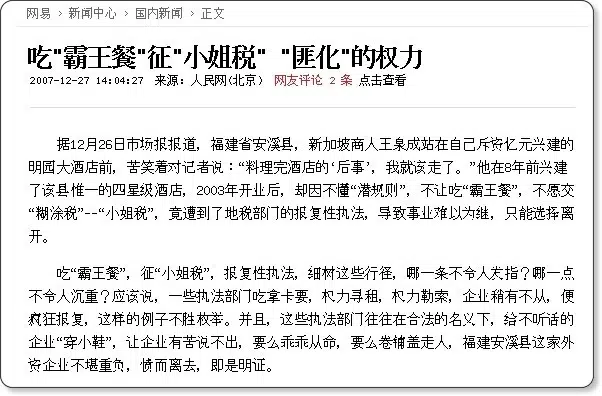 网易 > 新闻中心 > 国内新闻 > 正文
吃"霸王餐"征"小姐税" "匪化"的权力
2007-12-27 14:04:27 来源: 人民网(北京) 网友评论 2 条 点击查看
据12月26日市场报报道，福建省安溪县，新加坡商人王泉成站在自己斥资亿元兴建的
明园大酒店前，苦笑着对记者说：“料理完酒店的‘后事’，我就该走了。”他在8年前兴建
了该县惟一的四星级酒店，2003年开业后，却因不懂“潜规则”，不让吃“霸王餐”，不愿交
“糊涂税”--“小姐税”，竟遭到了地税部门的报复性执法，导致事业难以为继，只能选择离
开。
吃“霸王餐”，征“小姐税”，报复性执法，细材这些行径，哪一条不令人发指？哪一点
不令人沉重？应该说，一些执法部门吃拿卡要，权力寻租，权力勒索，企业稍有不从，便
疯狂报复，这样的例子不胜枚举。并且，这些执法部门往往在合法的名义下，给不听话的
企业“穿小鞋”，让企业有苦说不出，要么乖乖从命，要么卷铺盖走人，福建安溪县这家外
资企业不堪重负，愤而离去，即是明证。